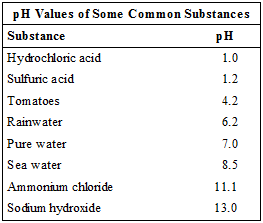 pH Values of Some Common Substances
Substance pH
Hydrochloric acid 1.0
Sulfuric acid 1.2
Tomatoes 4.2
Rainwater 6.2
Pure water 7.0
Sea water 8.5
Ammonium chloride 11.1
Sodium hydroxide 13.0